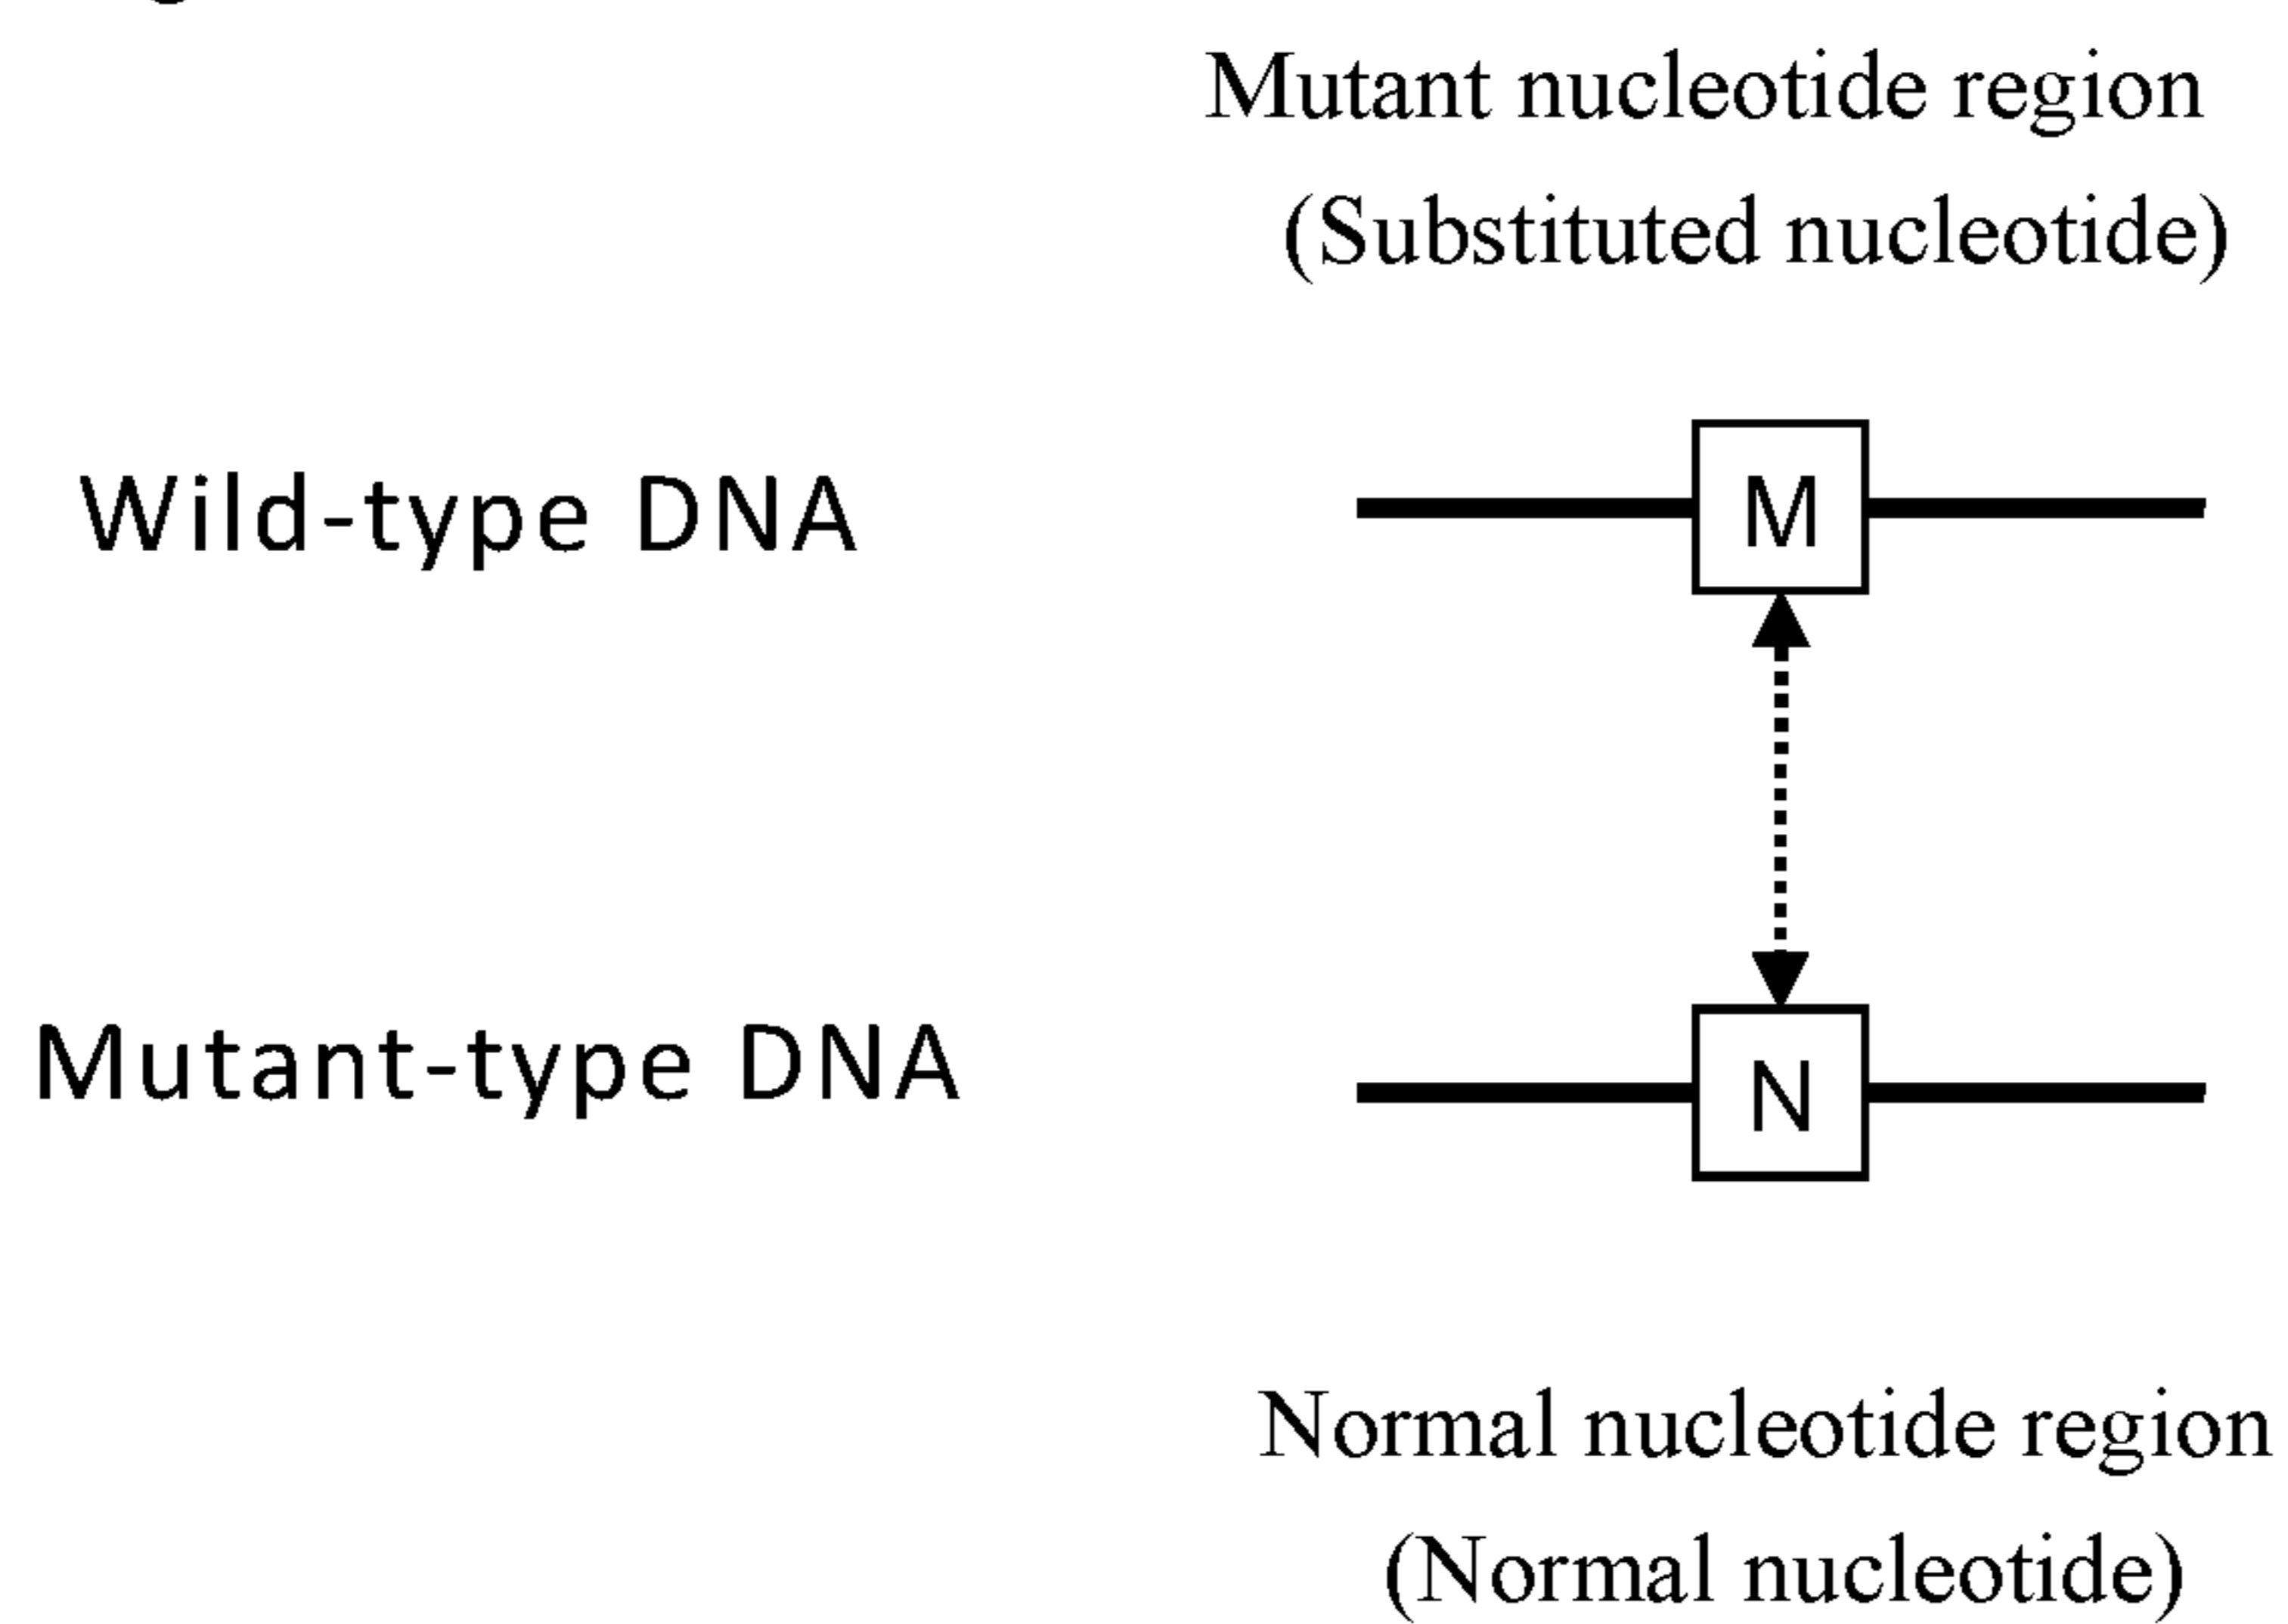 Mutant nucleotide region
(Substituted nucleotide)
Wild-type DNA
M
Mutant-type DNA
N
Normal nucleotide region
(Normal nucleotide)